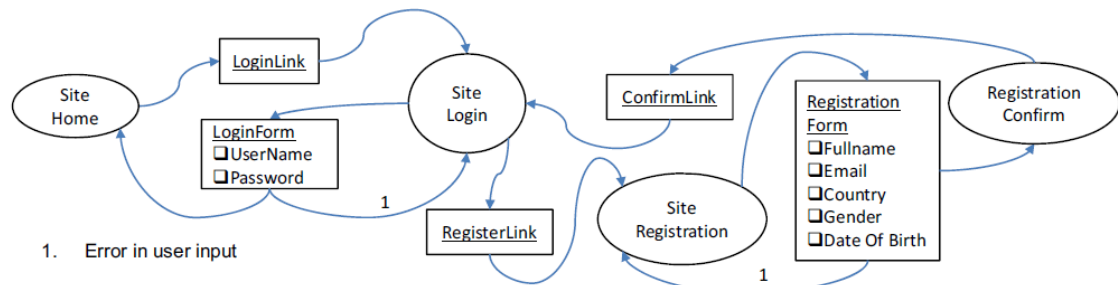 LoginLink
Site
Home
Site
Login
LoginForm
❑UserName
❑Password
1
RegisterLink
ConfirmLink
Site
Registration
Registration
Form
❑Fullname
❑Email
❑Country
❑Gender
❑Date Of Birth
Registration
Confirm
1
1. Error in user input